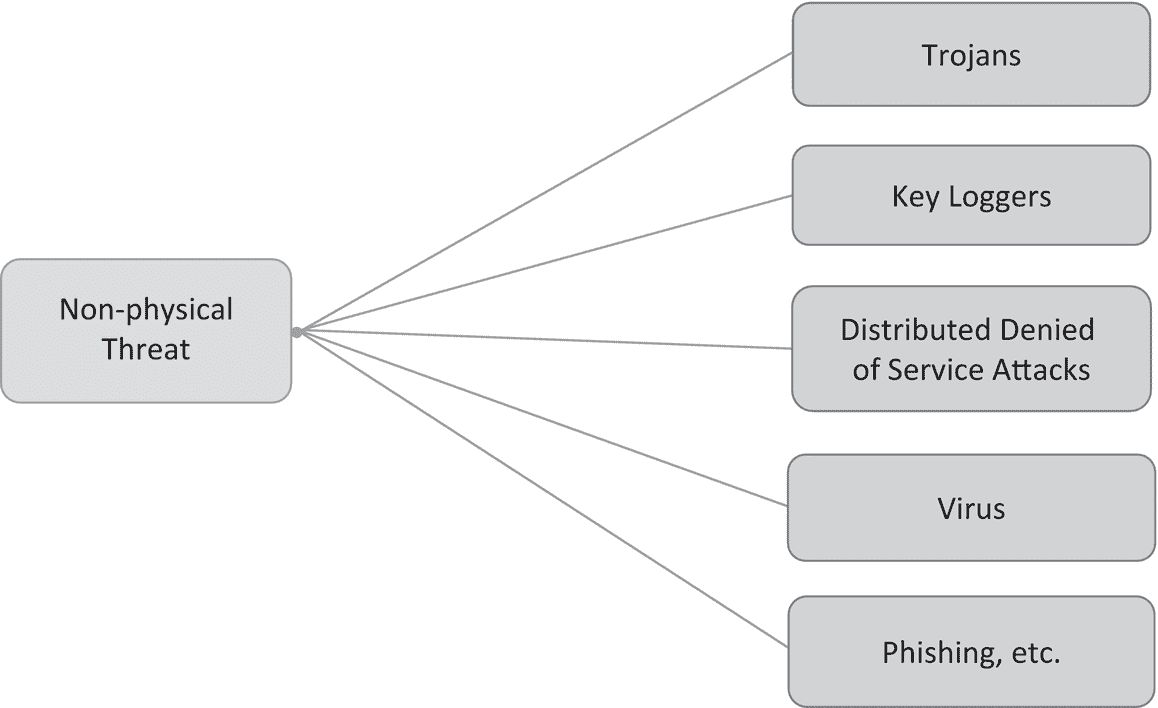 Trojans
Key Loggers
Non-physical
Threat
Distributed Denied
of Service Attacks
Virus
Phishing, etc.